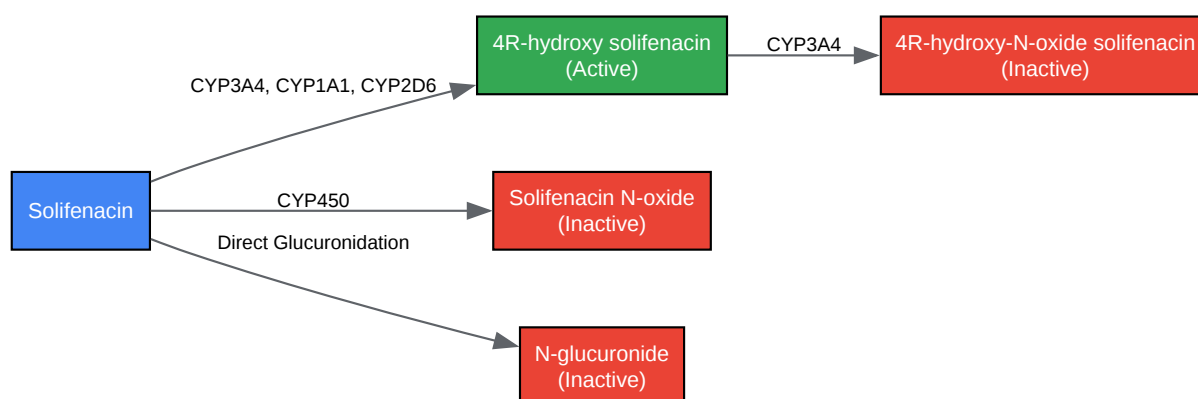 4R-hydroxy solifenacin
(Active)
CYP3A4
4R-hydroxy-N-oxide solifenacin
(Inactive)
CYP3A4, CYP1A1, CYP2D6
Solifenacin
CYP450
Solifenacin N-oxide
(Inactive)
Direct Glucuronidation
N-glucuronide
(Inactive)